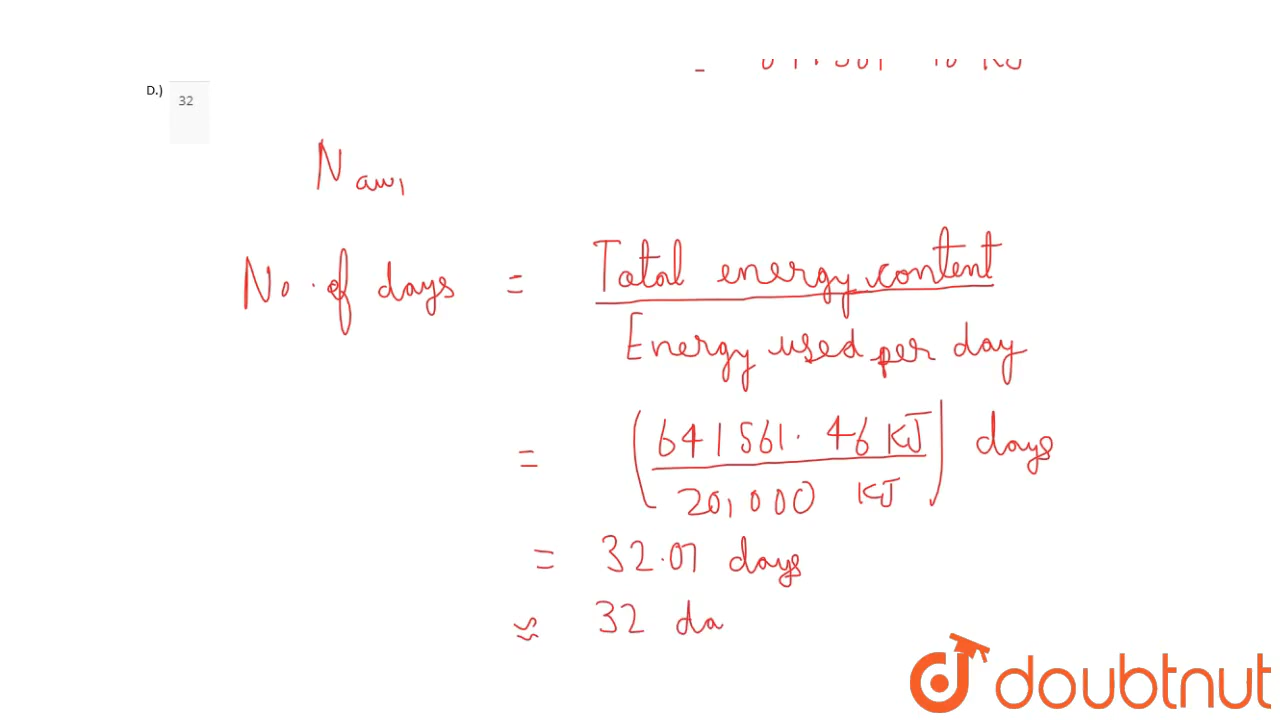 D.) 32
Naw,
No. of days = Total energy content
Energy used per day
= (641561.46 KJ) days
20,000 KJ
= 32.07 days
≈ 32 da
doubtnut